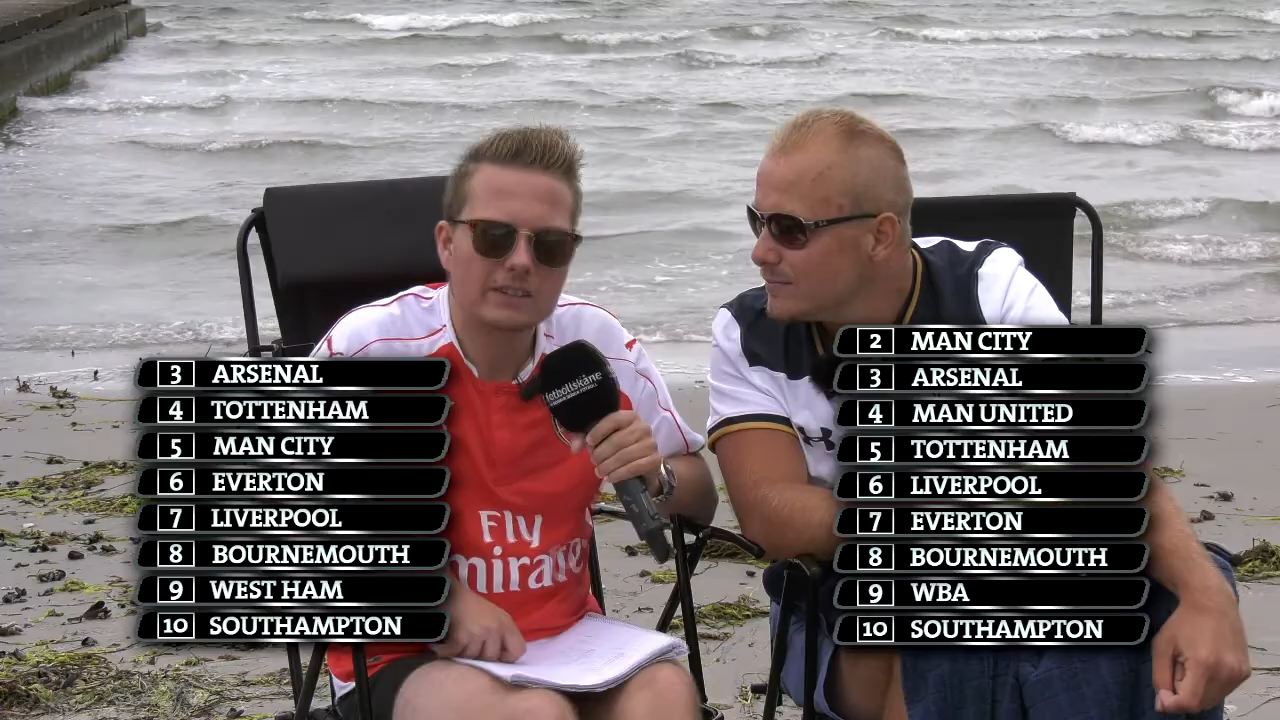 3 ARSENAL
4 TOTTENHAM
5 MAN CITY
6 EVERTON
7 LIVERPOOL
8 BOURNEMOUTH
9 WEST HAM
10 SOUTHAMPTON
fotbollskåne
Fly
Emirates
2 MAN CITY
3 ARSENAL
4 MAN UNITED
5 TOTTENHAM
6 LIVERPOOL
7 EVERTON
8 BOURNEMOUTH
9 WBA
10 SOUTHAMPTON